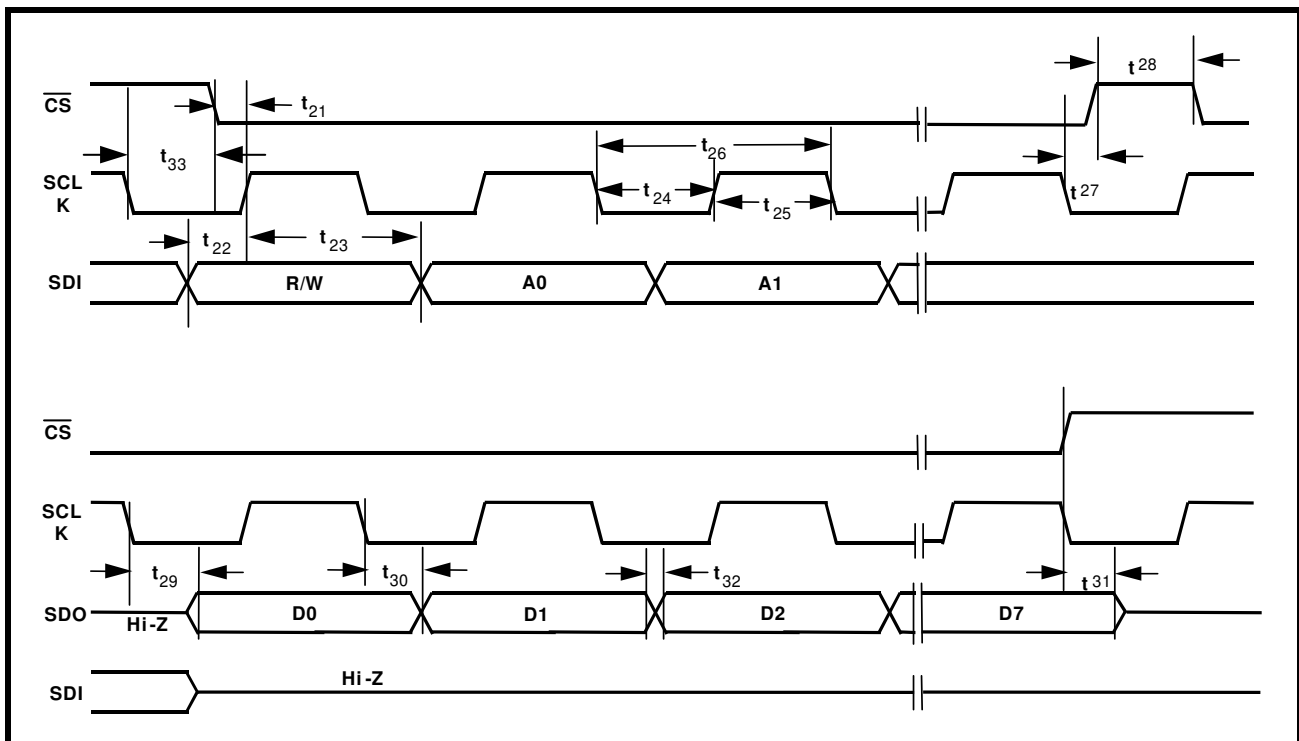 t28
CS
t21
t33
t26
SCL
K
t24
t25
t27
t22
t23
SDI
R/W
A0
A1
CS
SCL
K
t29
t30
t32
t31
SDO
Hi-Z
D0
D1
D2
D7
SDI
Hi-Z